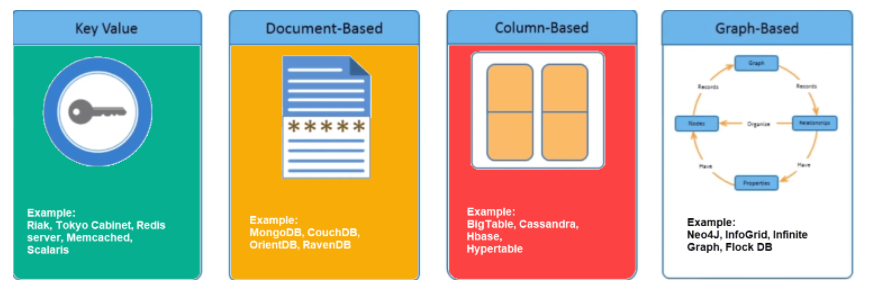 Key Value
Example:
Riak, Tokyo Cabinet, Redis
server, Memcached,
Scalaris
Document-Based
*****
Example:
MongoDB, CouchDB,
OrientDB, RavenDB
Column-Based
Example:
BigTable, Cassandra,
Hbase,
Hypertable
Graph-Based
Graph
Records
Records
Nodes
Organize
Relationships
Have
Have
Properties
Example:
Neo4J, InfoGrid, Infinite
Graph, Flock DB